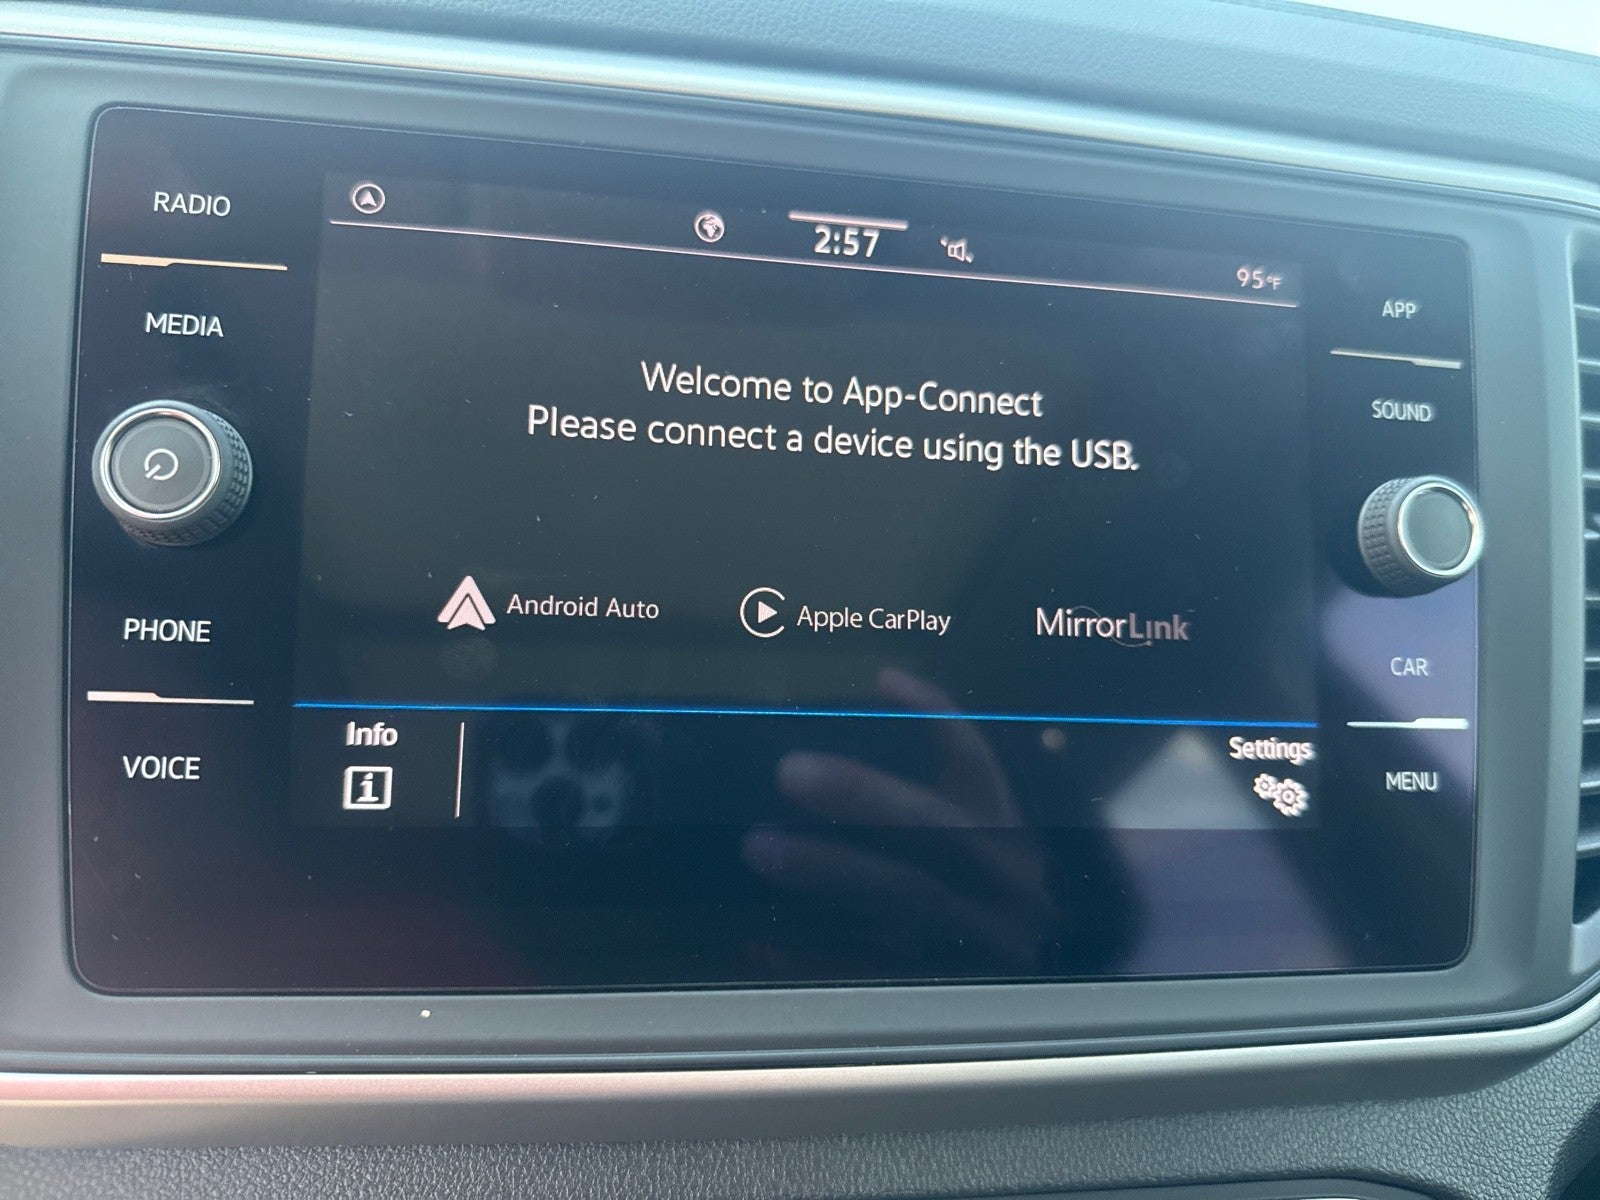 RADIO
MEDIA
PHONE
VOICE
2:57
95°F
Welcome to App-Connect
Please connect a device using the USB.
Android Auto
Apple CarPlay
MirrorLink
Info
i
Settings
APP
SOUND
CAR
MENU